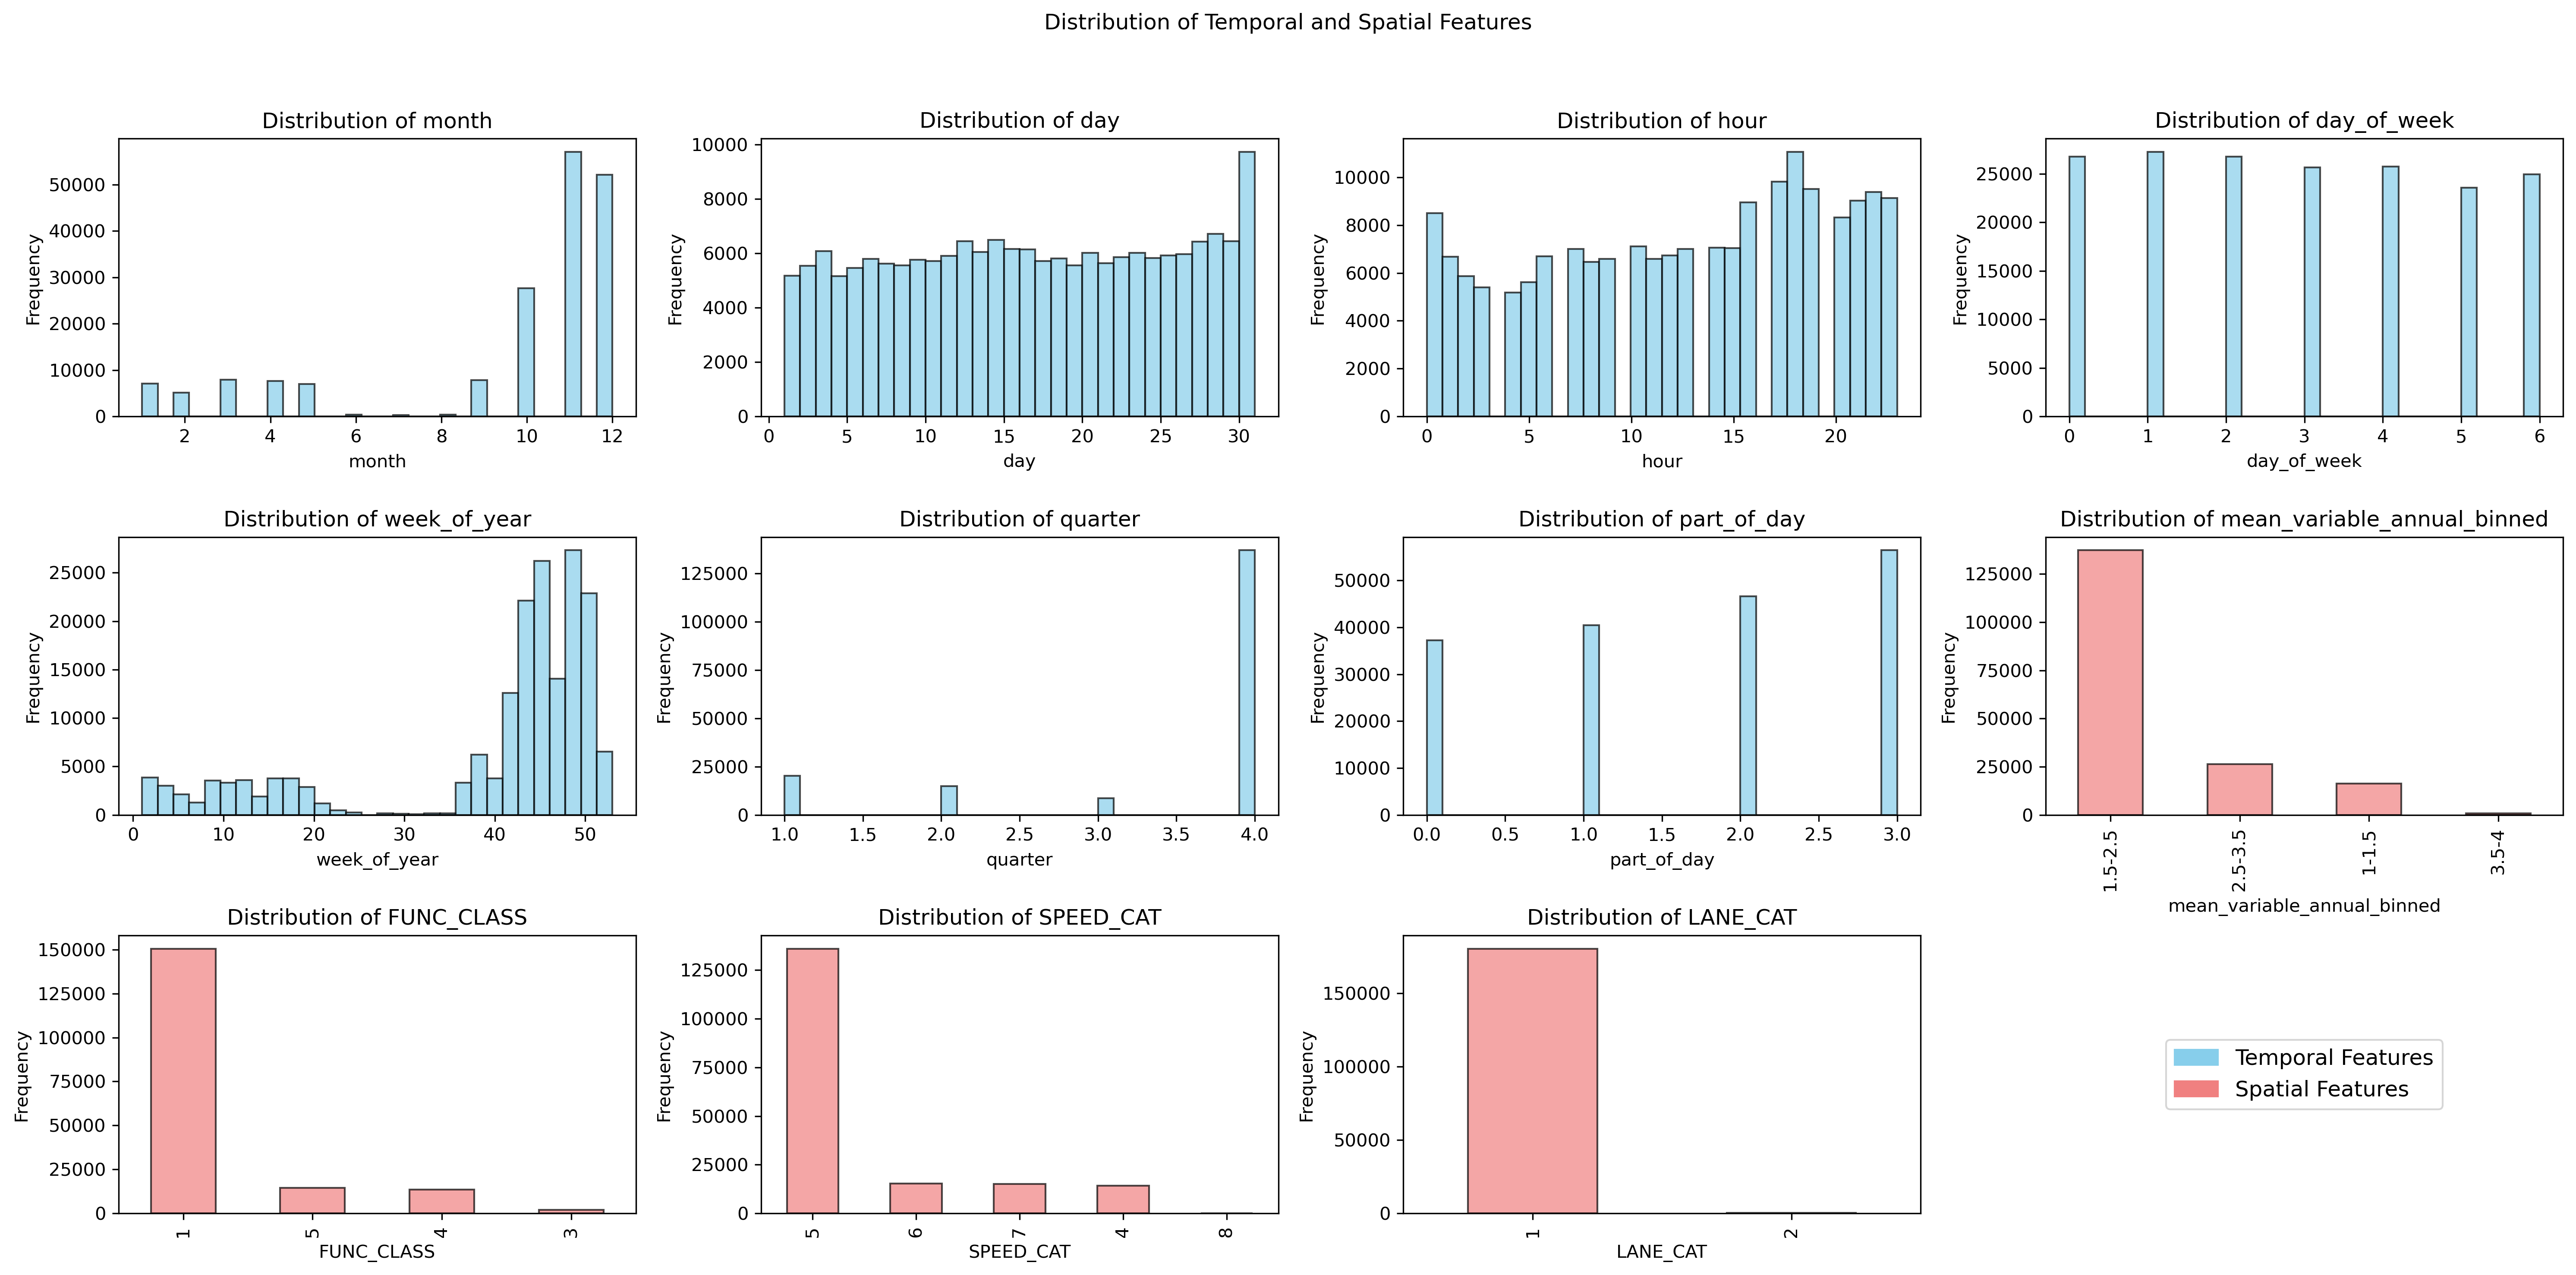 Distribution of Temporal and Spatial Features
Distribution of month
Frequency
50000
40000
30000
20000
10000
0
2 4 6 8 10 12
month
Distribution of day
Frequency
10000
8000
6000
4000
2000
0
0 5 10 15 20 25 30
day
Distribution of hour
Frequency
10000
8000
6000
4000
2000
0
0 5 10 15 20
hour
Distribution of day_of_week
Frequency
25000
20000
15000
10000
5000
0
0 1 2 3 4 5 6
day_of_week
Distribution of week_of_year
Frequency
25000
20000
15000
10000
5000
0
0 10 20 30 40 50
week_of_year
Distribution of quarter
Frequency
125000
100000
75000
50000
25000
0
1.0 1.5 2.0 2.5 3.0 3.5 4.0
quarter
Distribution of part_of_day
Frequency
50000
40000
30000
20000
10000
0
0.0 0.5 1.0 1.5 2.0 2.5 3.0
part_of_day
Distribution of mean_variable_annual_binned
Frequency
125000
100000
75000
50000
25000
0
1.5-2.5 2.5-3.5 1-1.5 3.5-4
mean_variable_annual_binned
Distribution of FUNC_CLASS
Frequency
150000
125000
100000
75000
50000
25000
0
1 5 4 3
FUNC_CLASS
Distribution of SPEED_CAT
Frequency
125000
100000
75000
50000
25000
0
5 6 7 4 8
SPEED_CAT
Distribution of LANE_CAT
Frequency
150000
100000
50000
0
1 2
LANE_CAT
Temporal Features
Spatial Features